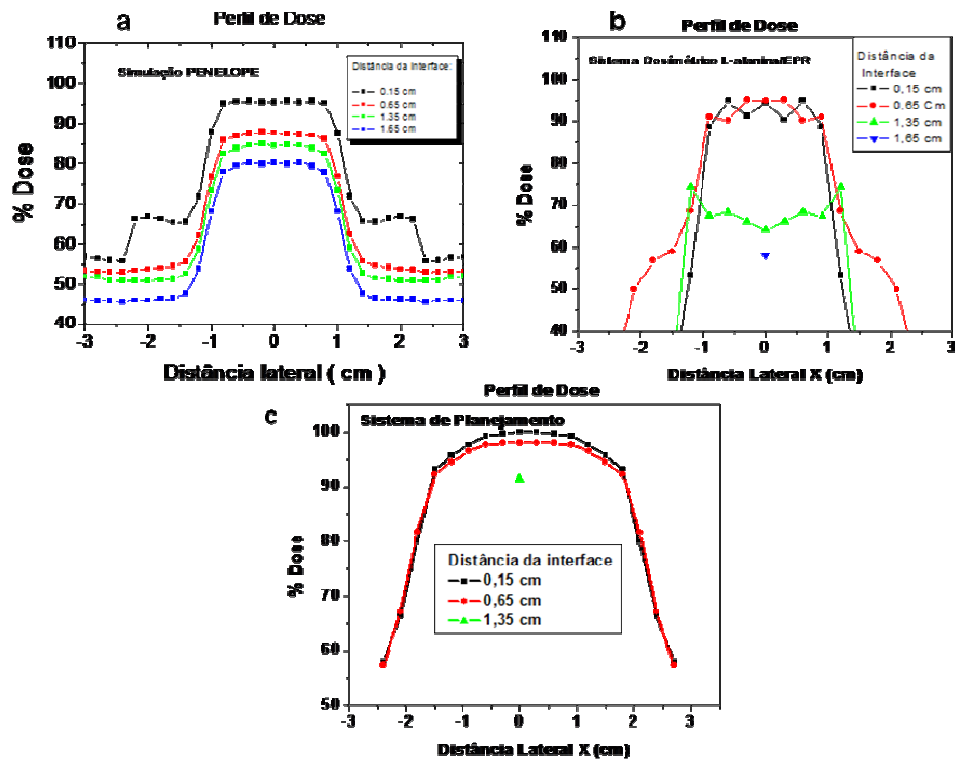 a
Perfil de Dose
Simulação PENELOPE
Distância da Interface:
0,15 cm
0,65 cm
1,35 cm
1,65 cm
110
100
90
80
70
60
50
40
% Dose
-3 -2 -1 0 1 2 3
Distância lateral ( cm )
b
Perfil de Dose
Sistema Dosimétrico L-alanina/EPR
Distância da
Interface
0,15 cm
0,65 Cm
1,35 cm
1,65 cm
110
100
90
80
70
60
50
40
% Dose
-3 -2 -1 0 1 2 3
Distância Lateral X (cm)
c
Perfil de Dose
Sistema de Planejamento
Distância da interface
0,15 cm
0,65 cm
1,35 cm
100
90
80
70
60
50
% Dose
-3 -2 -1 0 1 2 3
Distância Lateral X (cm)